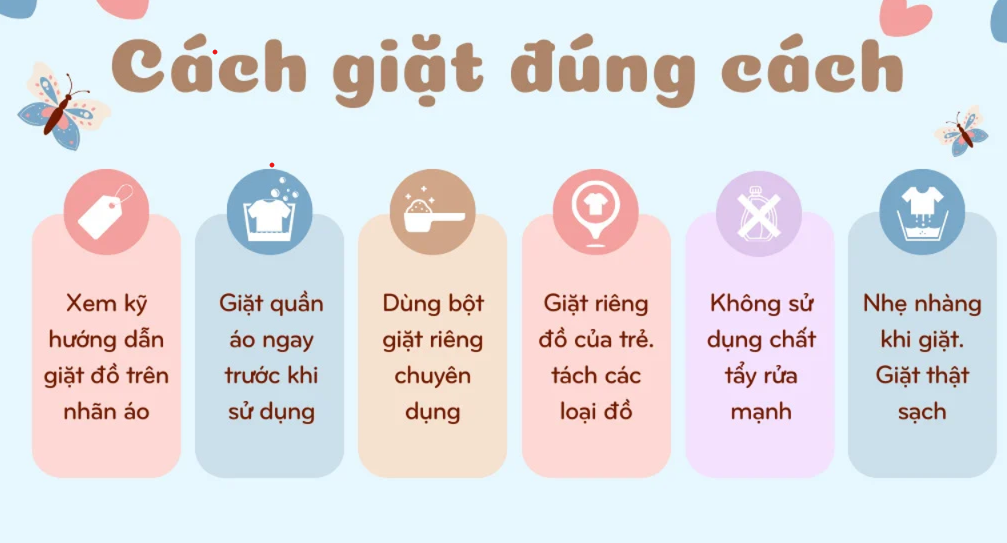 Cách giặt đúng cách
Xem kỹ
hướng dẫn
giặt đồ trên
nhãn áo
Giặt quần
áo ngay
trước khi
sử dụng
Dùng bột
giặt riêng
chuyên
dụng
Giặt riêng
đồ của trẻ.
tách các
loại đồ
Không sử
dụng chất
tẩy rửa
mạnh
Nhẹ nhàng
khi giặt.
Giặt thật
sạch